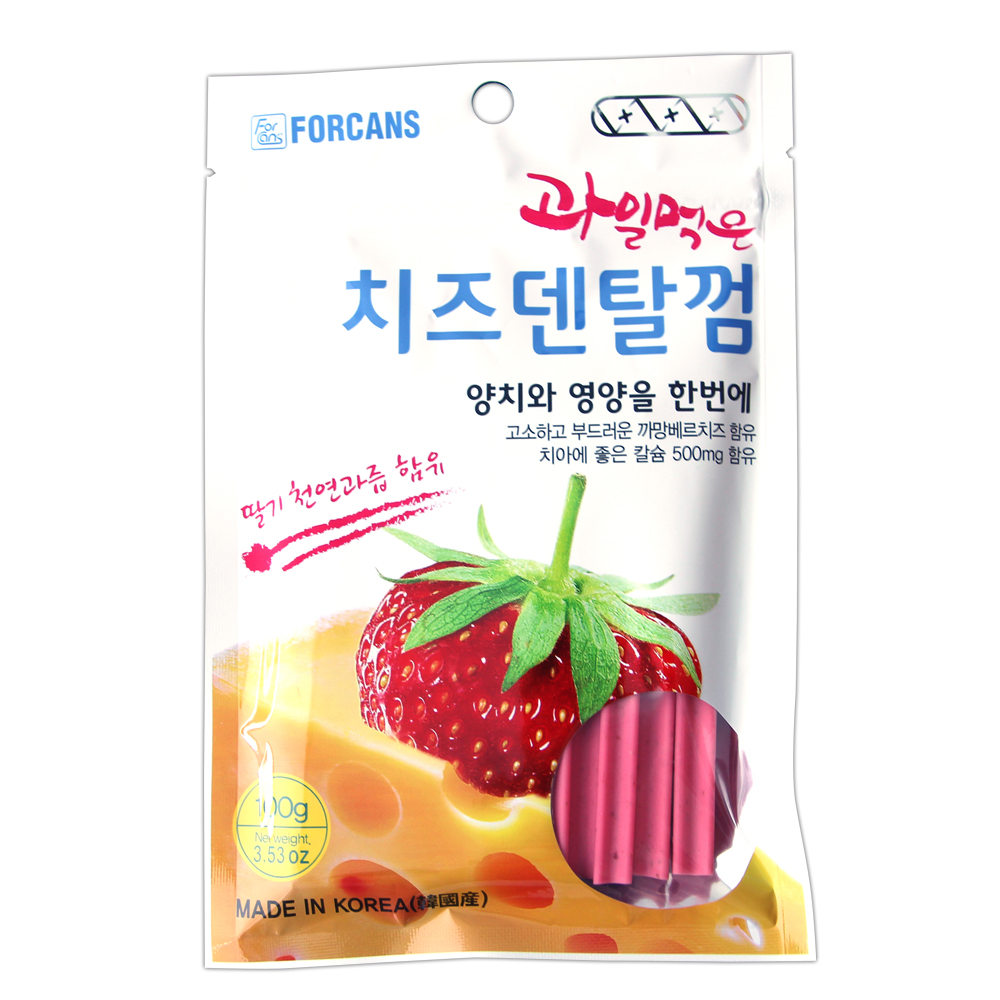 For
cans
FORCANS
과일먹은
치즈덴탈껌
양치와 영양을 한번에
고소하고 부드러운 까망베르치즈 함유
치아에 좋은 칼슘 500mg 함유
딸기 천연과즙 함유
100g
Net weight,
3.53 oz
MADE IN KOREA(韓國産)